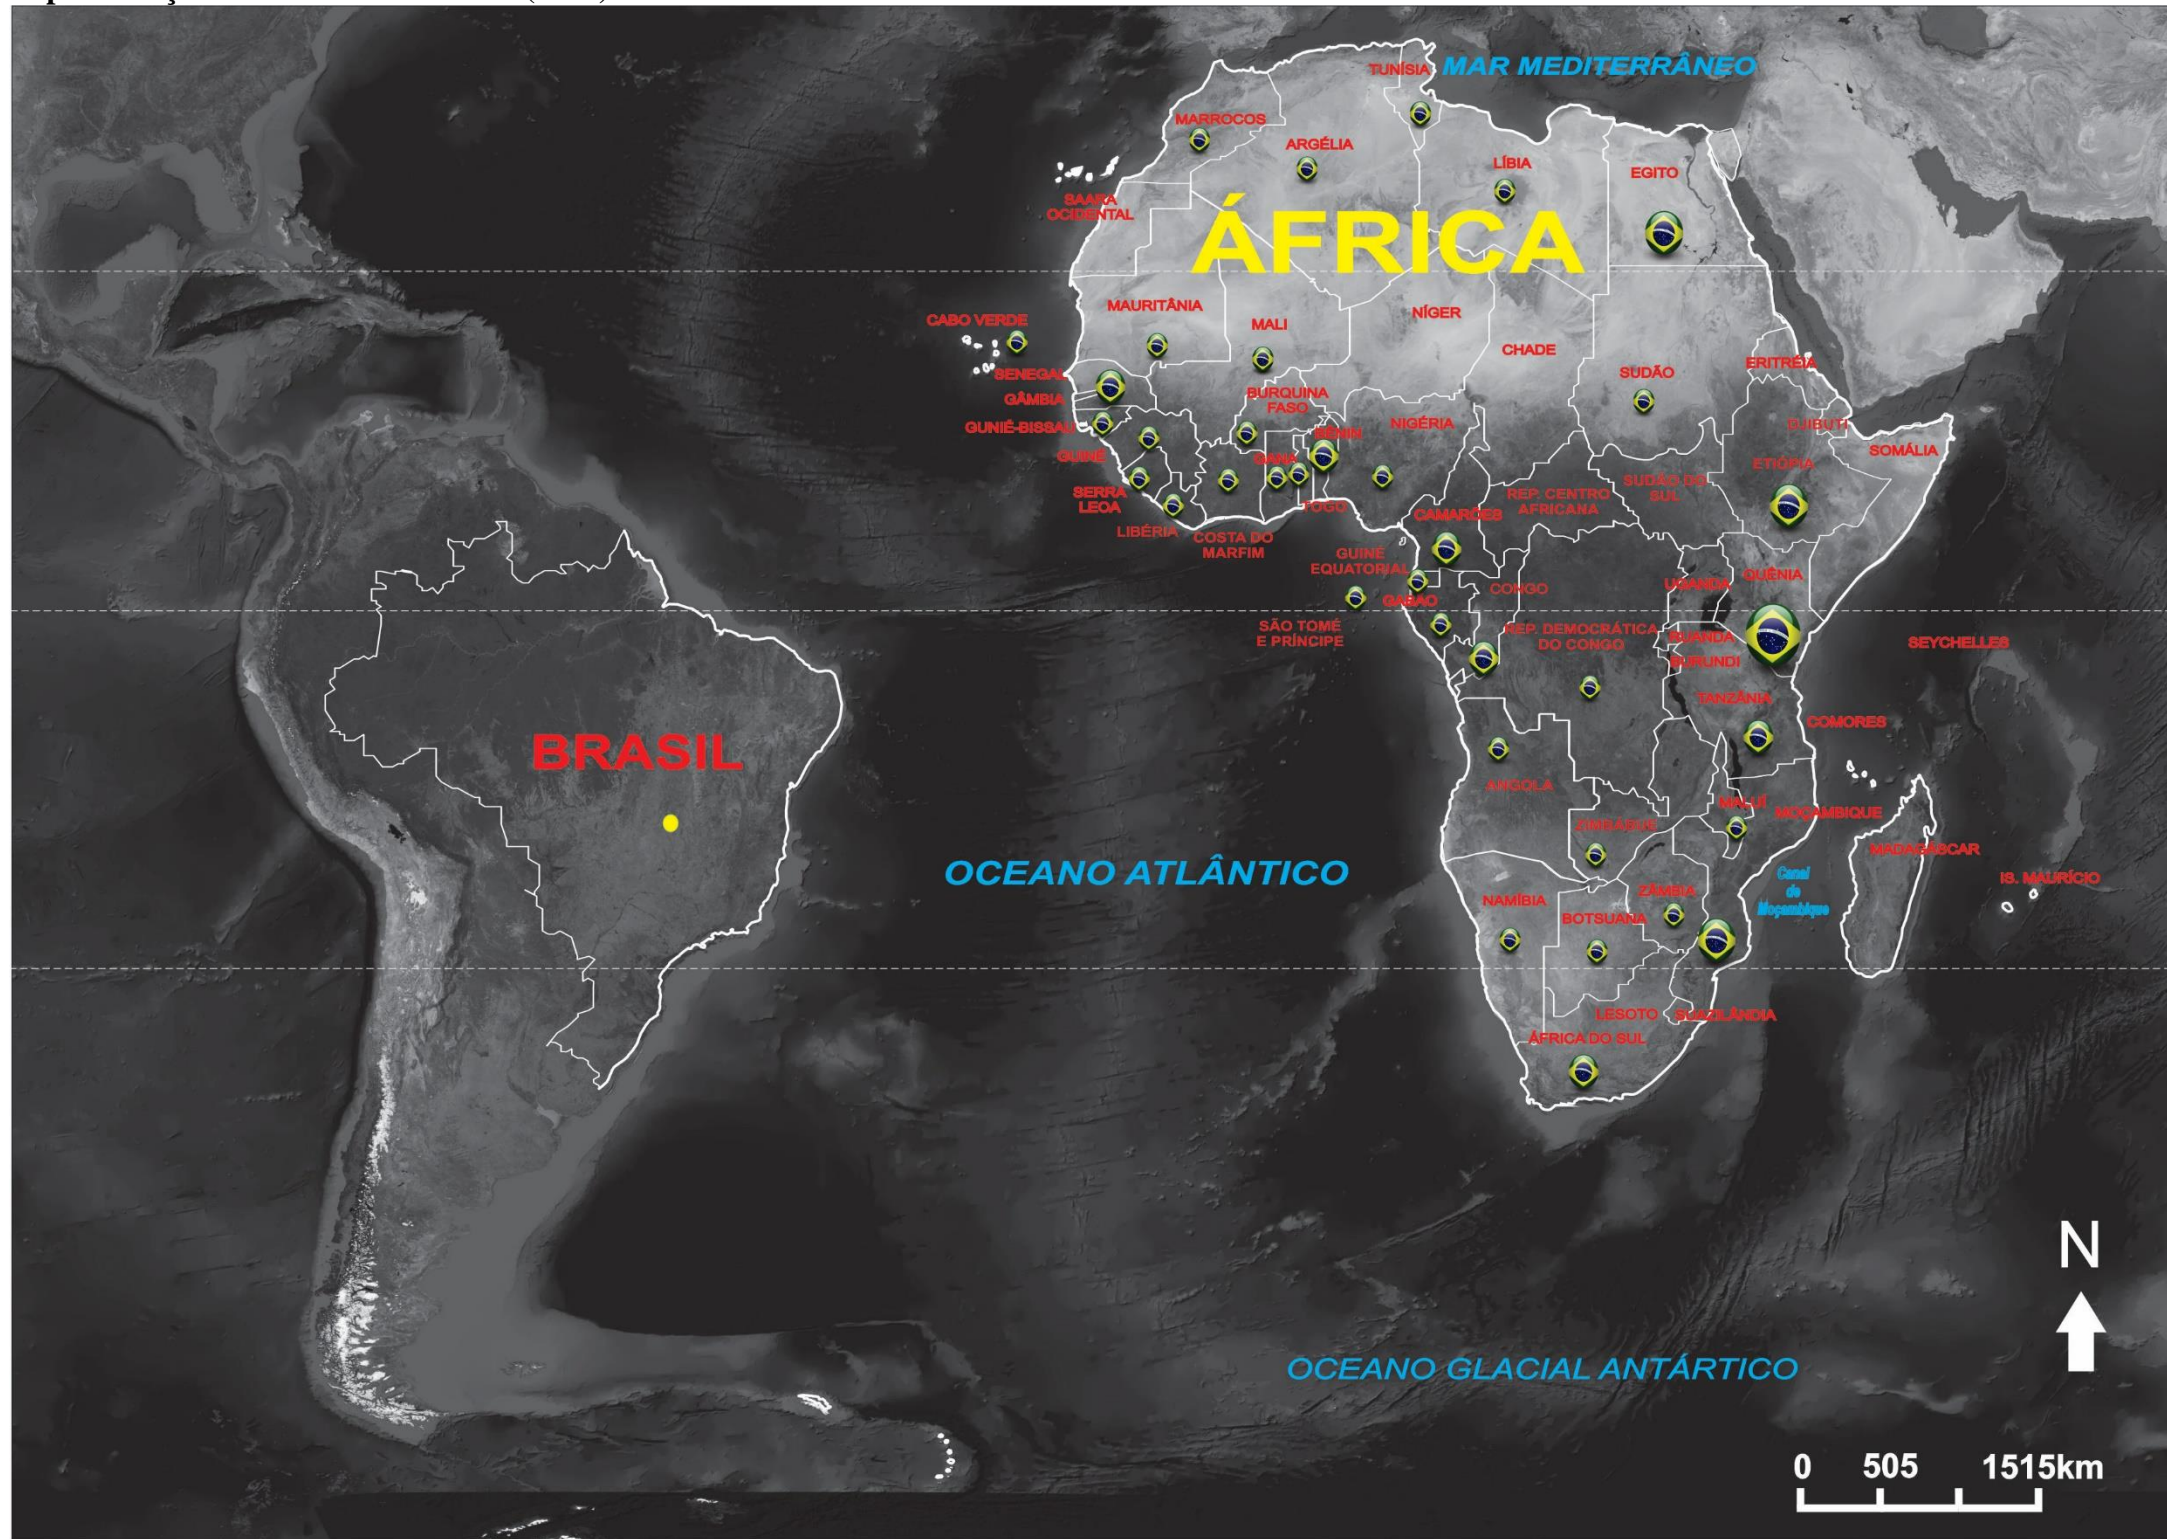 TUNÍSIA
MAR MEDITERRÂNEO
MARROCOS
ARGÉLIA
LÍBIA
EGITO
SAARA
OCIDENTAL
ÁFRICA
MAURITÂNIA
CABO VERDE
MALI
NÍGER
CHADE
SUDÃO
ERITRÉIA
SENEGAL
GÂMBIA
BURQUINA
FASO
GUNIÉ-BISSAU
NIGÉRIA
BÊNIN
DJIBUTI
SOMÁLIA
GUINÉ
GANA
ETIÓPIA
SERRA
LEOA
TOGO
REP. CENTRO
AFRICANA
SUDÃO DO
SUL
CAMARÕES
LIBÉRIA
COSTA DO
MARFIM
GUINÉ
EQUATORIAL
CONGO
UGANDA
QUÊNIA
GABÃO
SÃO TOMÉ
E PRÍNCIPE
REP. DEMOCRÁTICA
DO CONGO
RUANDA
BURUNDI
SEYCHELLES
TANZÂNIA
COMORES
BRASIL
ANGOLA
MALUÍ
MOÇAMBIQUE
ZIMBÁBUE
MADAGÁSCAR
OCEANO ATLÂNTICO
Canal
de
Moçambique
IS. MAURÍCIO
NAMÍBIA
ZÂMBIA
BOTSUANA
LESOTO
SUAZILÂNDIA
ÁFRICA DO SUL
N
OCEANO GLACIAL ANTÁRTICO
0 505 1515km